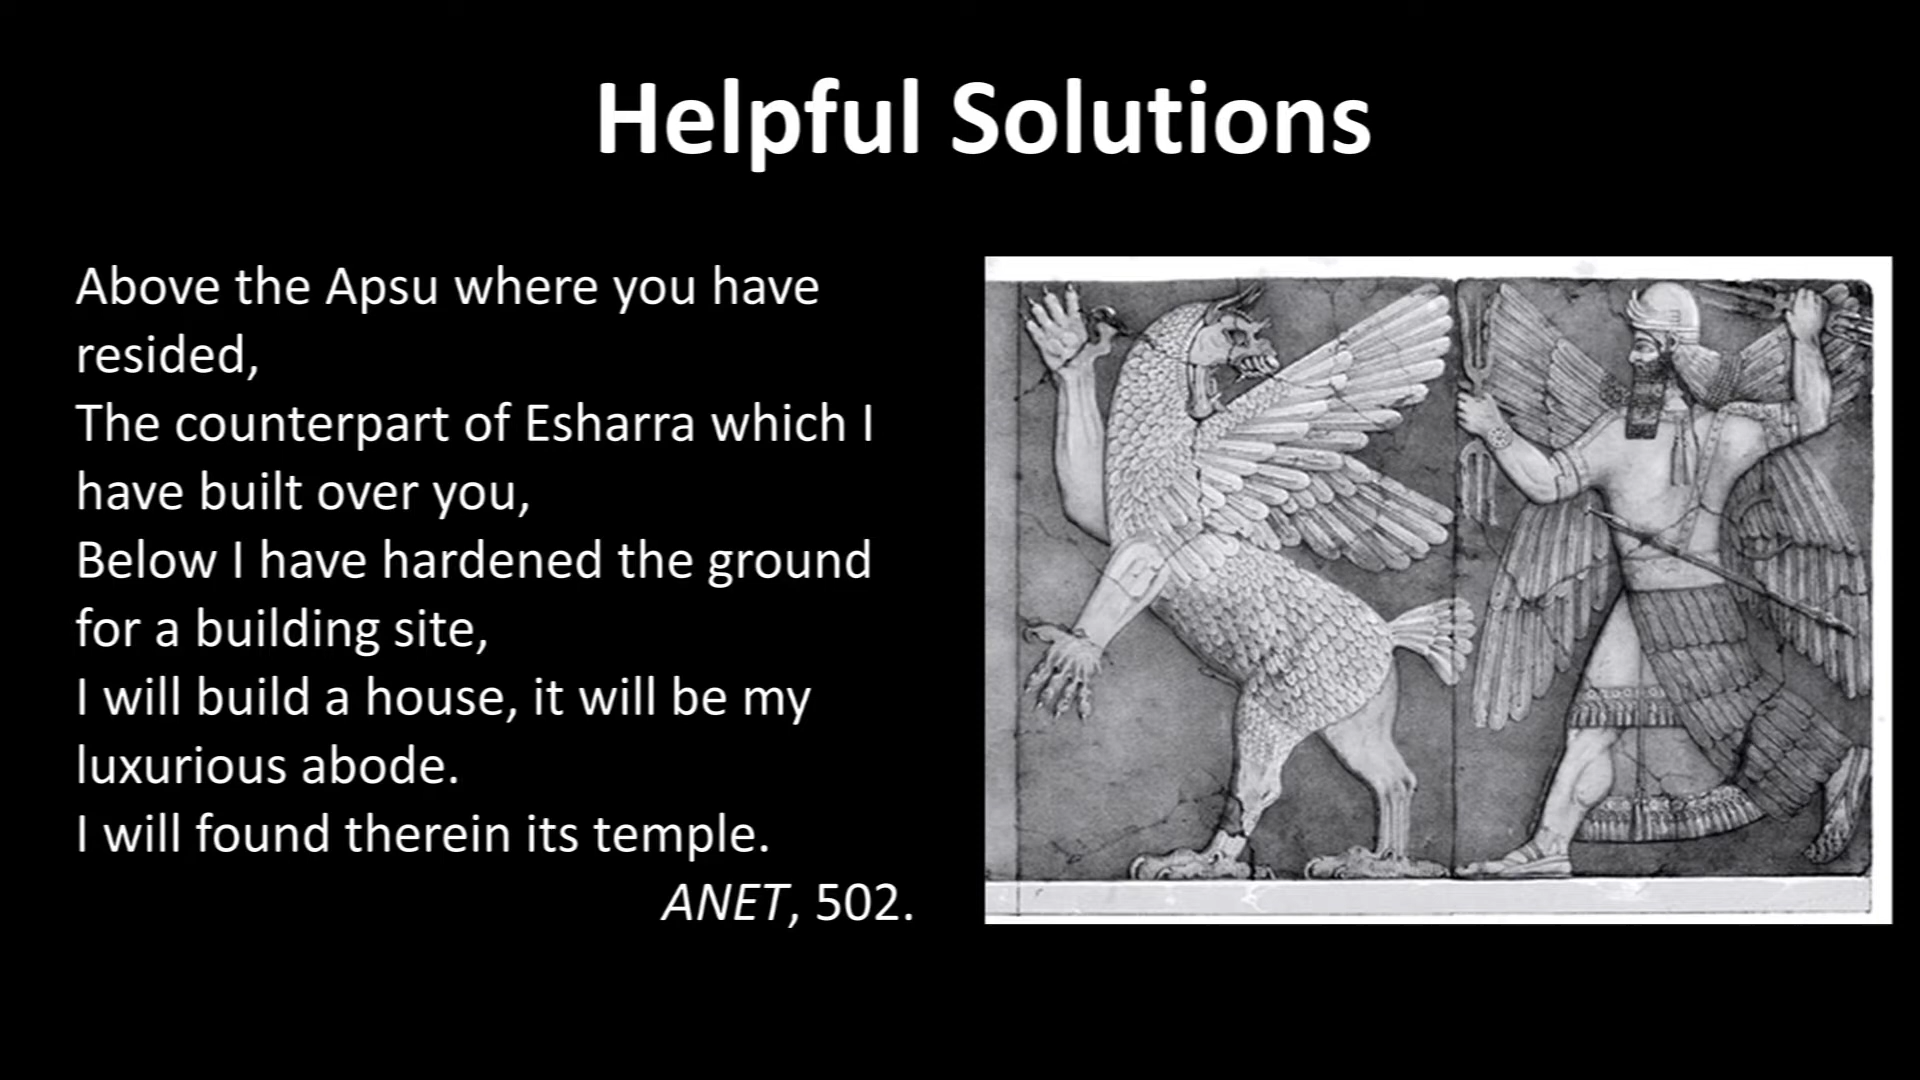 Helpful Solutions
Above the Apsu where you have
resided,
The counterpart of Esharra which I
have built over you,
Below I have hardened the ground
for a building site,
I will build a house, it will be my
luxurious abode.
I will found therein its temple.
ANET, 502.